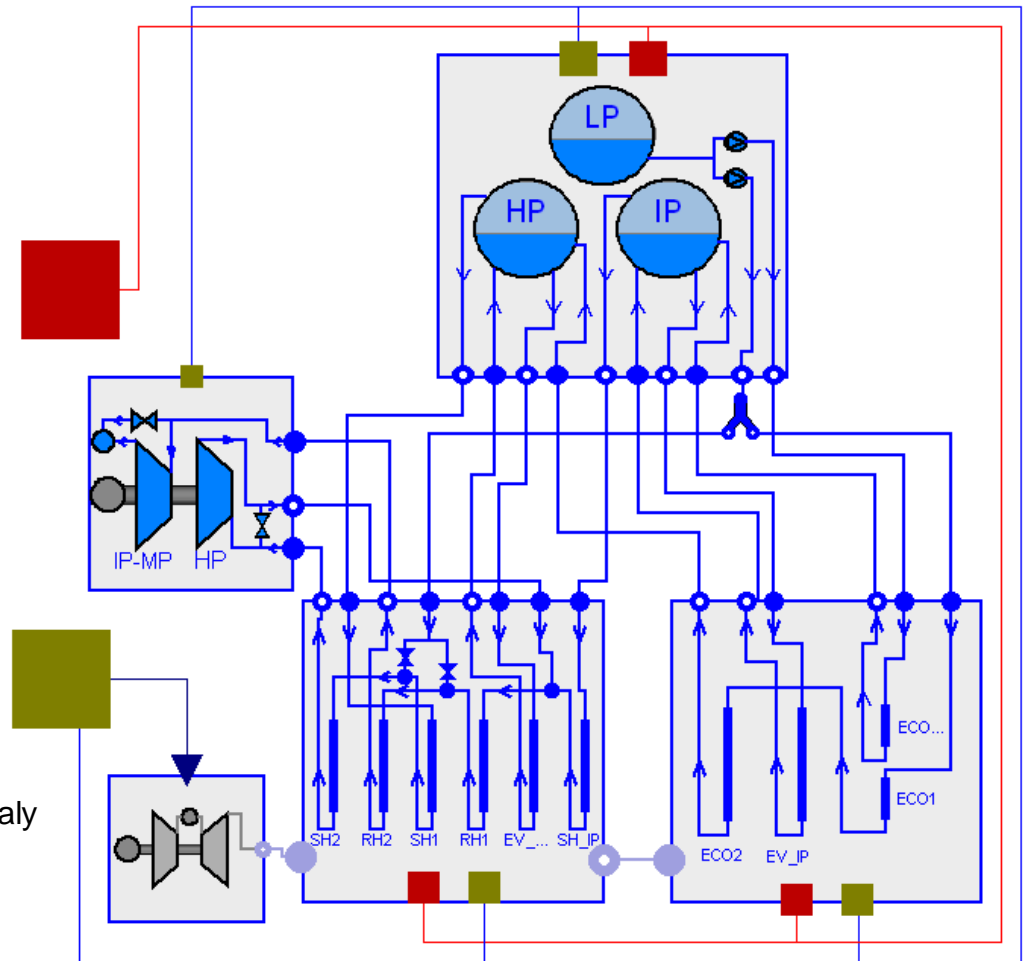 LP
HP IP
IP-MP HP
ECO...
aly
ECO1
SH2 RH2 SH1 RH1 EV_... SH_IP
ECO2 EV_IP